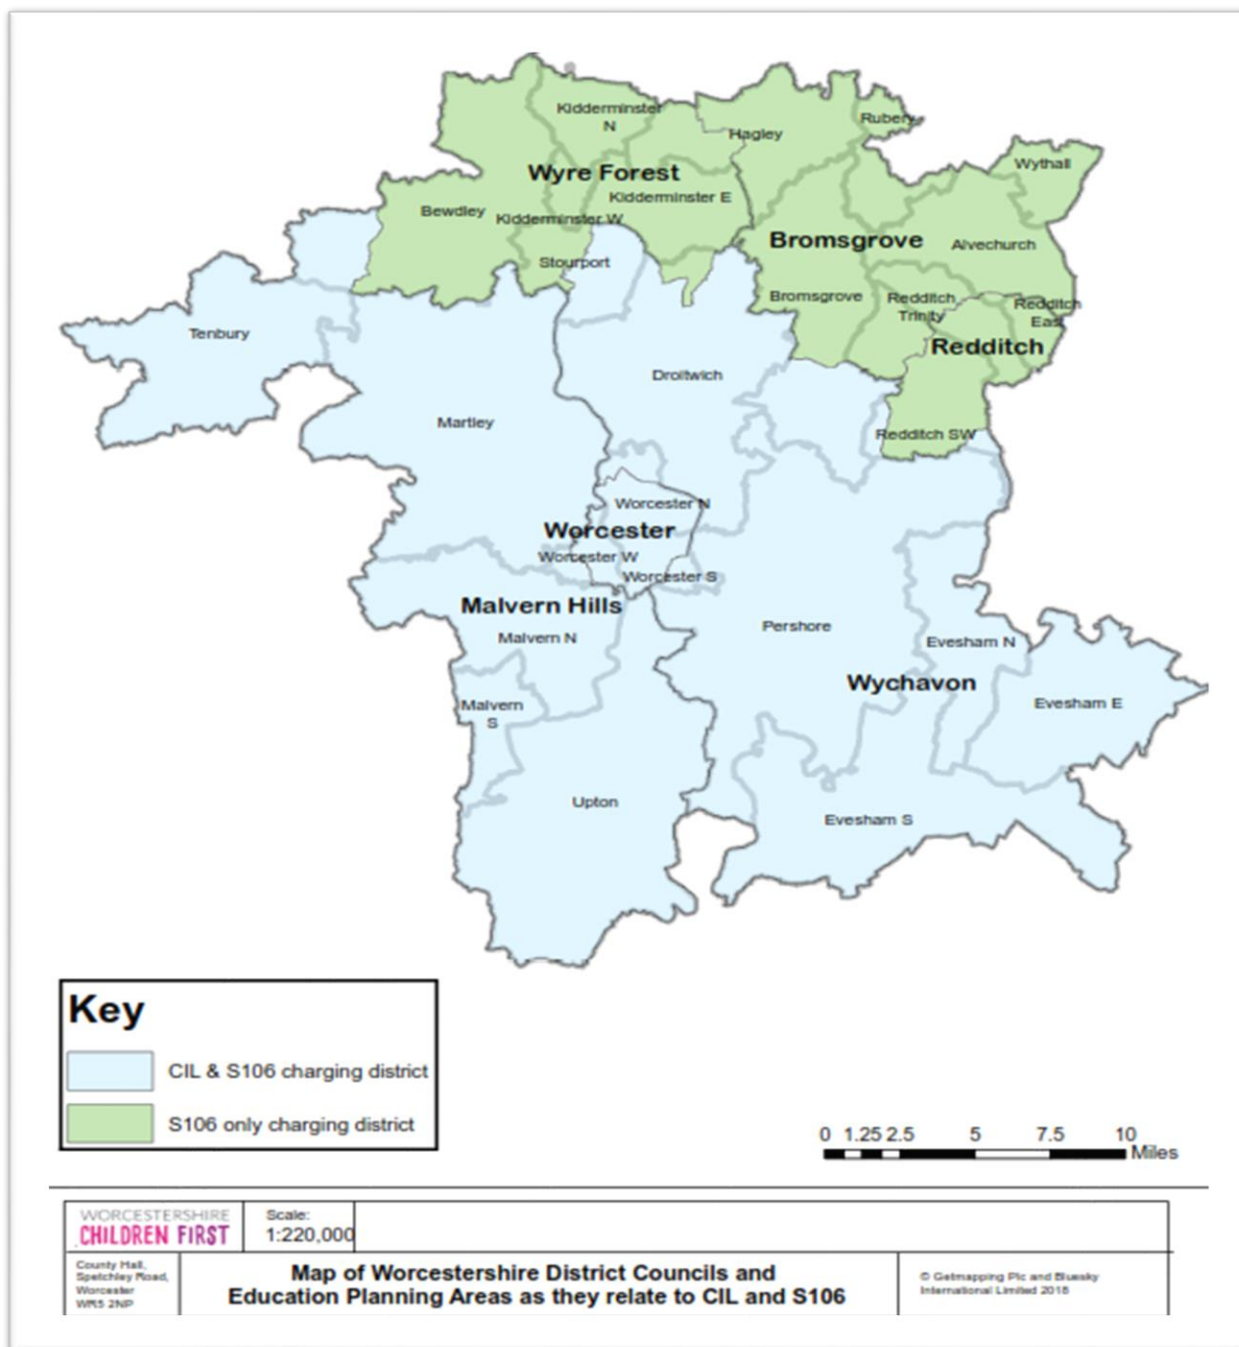 Kidderminster
N
Hagley
Rubery
Wythall
Wyre Forest
Kidderminster E
Bewdley
Kidderminster W
Bromsgrove
Alvechurch
Stourport
Bromsgrove
Redditch
Trinity
Redditch
East
Tenbury
Redditch
Droitwich
Martley
Redditch SW
Worcester N
Worcester
Worcester W
Worcester S
Malvern Hills
Malvern N
Pershore
Evesham N
Wychavon
Malvern
S
Evesham E
Upton
Evesham S
Key
CIL & S106 charging district
S106 only charging district
0 1.25 2.5 5 7.5 10
Miles
WORCESTERSHIRE
CHILDREN FIRST
Scale:
1:220,000
County Hall,
Spetchley Road,
Worcester
WR5 2NP
Map of Worcestershire District Councils and
Education Planning Areas as they relate to CIL and S106
© Getmapping Plc and Bluesky
International Limited 2018